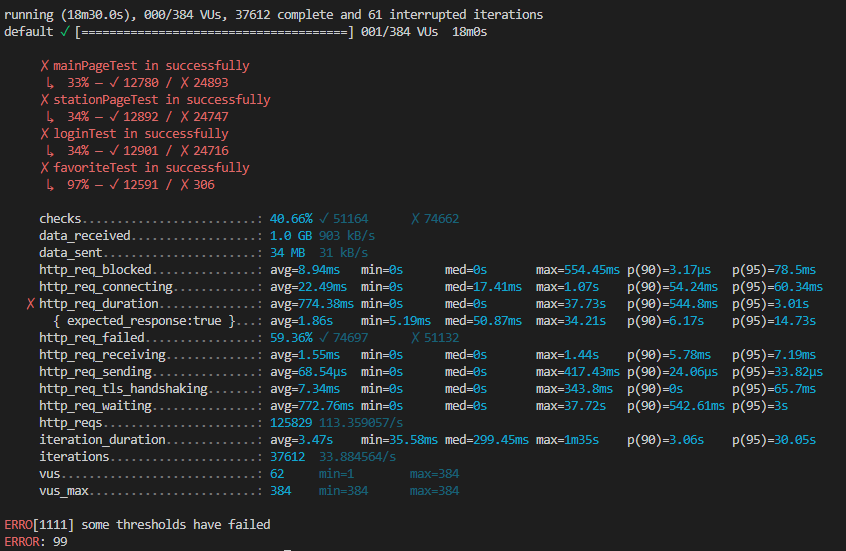 running (18m30.0s), 000/384 VUs, 37612 complete and 61 interrupted iterations
default ✓ [======================================] 001/384 VUs  18m0s
✗ mainPageTest in successfully
↳  33% — ✓ 12780 / ✗ 24893
✗ stationPageTest in successfully
↳  34% — ✓ 12892 / ✗ 24747
✗ loginTest in successfully
↳  34% — ✓ 12901 / ✗ 24716
✗ favoriteTest in successfully
↳  97% — ✓ 12591 / ✗ 306
checks.........................: 40.66% ✓ 51164      ✗ 74662
data_received..................: 1.0 GB 903 kB/s
data_sent......................: 34 MB  31 kB/s
http_req_blocked...............: avg=8.94ms   min=0s      med=0s       max=554.45ms p(90)=3.17µs   p(95)=78.5ms
http_req_connecting............: avg=22.49ms  min=0s      med=17.41ms  max=1.07s    p(90)=54.24ms  p(95)=60.34ms
✗ http_req_duration..............: avg=774.38ms min=0s      med=0s       max=37.73s   p(90)=544.8ms  p(95)=3.01s
{ expected_response:true }...: avg=1.86s    min=5.19ms  med=50.87ms  max=34.21s   p(90)=6.17s    p(95)=14.73s
http_req_failed................: 59.36% ✓ 74697      ✗ 51132
http_req_receiving.............: avg=1.55ms   min=0s      med=0s       max=1.44s    p(90)=5.78ms   p(95)=7.19ms
http_req_sending...............: avg=68.54µs  min=0s      med=0s       max=417.43ms p(90)=24.06µs  p(95)=33.82µs
http_req_tls_handshaking.......: avg=7.34ms   min=0s      med=0s       max=343.8ms  p(90)=0s       p(95)=65.7ms
http_req_waiting...............: avg=772.76ms min=0s      med=0s       max=37.72s   p(90)=542.61ms p(95)=3s
http_reqs......................: 125829 113.359057/s
iteration_duration.............: avg=3.47s    min=35.58ms med=299.45ms max=1m35s    p(90)=3.06s    p(95)=30.05s
iterations.....................: 37612  33.884564/s
vus............................: 62     min=1        max=384
vus_max........................: 384    min=384      max=384
ERRO[1111] some thresholds have failed
ERROR: 99